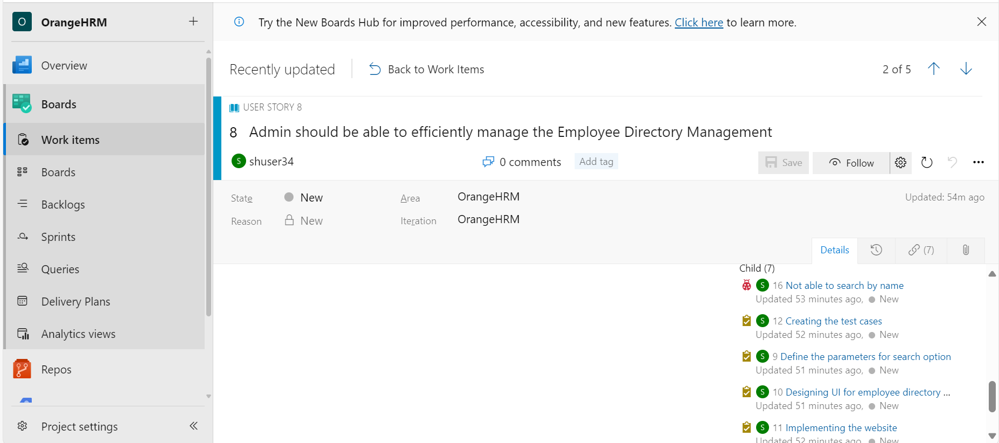 O OrangeHRM
Overview
Boards
Work items
Boards
Backlogs
Sprints
Queries
Delivery Plans
Analytics views
Repos
Project settings
Try the New Boards Hub for improved performance, accessibility, and new features. Click here to learn more.
Recently updated Back to Work Items 2 of 5
USER STORY 8
8 Admin should be able to efficiently manage the Employee Directory Management
S shuser34 0 comments Add tag Save Follow
State New Area OrangeHRM Updated: 54m ago
Reason New Iteration OrangeHRM
Details (7)
Child (7)
S 16 Not able to search by name
Updated 53 minutes ago, New
S 12 Creating the test cases
Updated 52 minutes ago, New
S 9 Define the parameters for search option
Updated 51 minutes ago, New
S 10 Designing UI for employee directory ...
Updated 51 minutes ago, New
S 11 Implementing the website
Updated 52 minutes ago, New